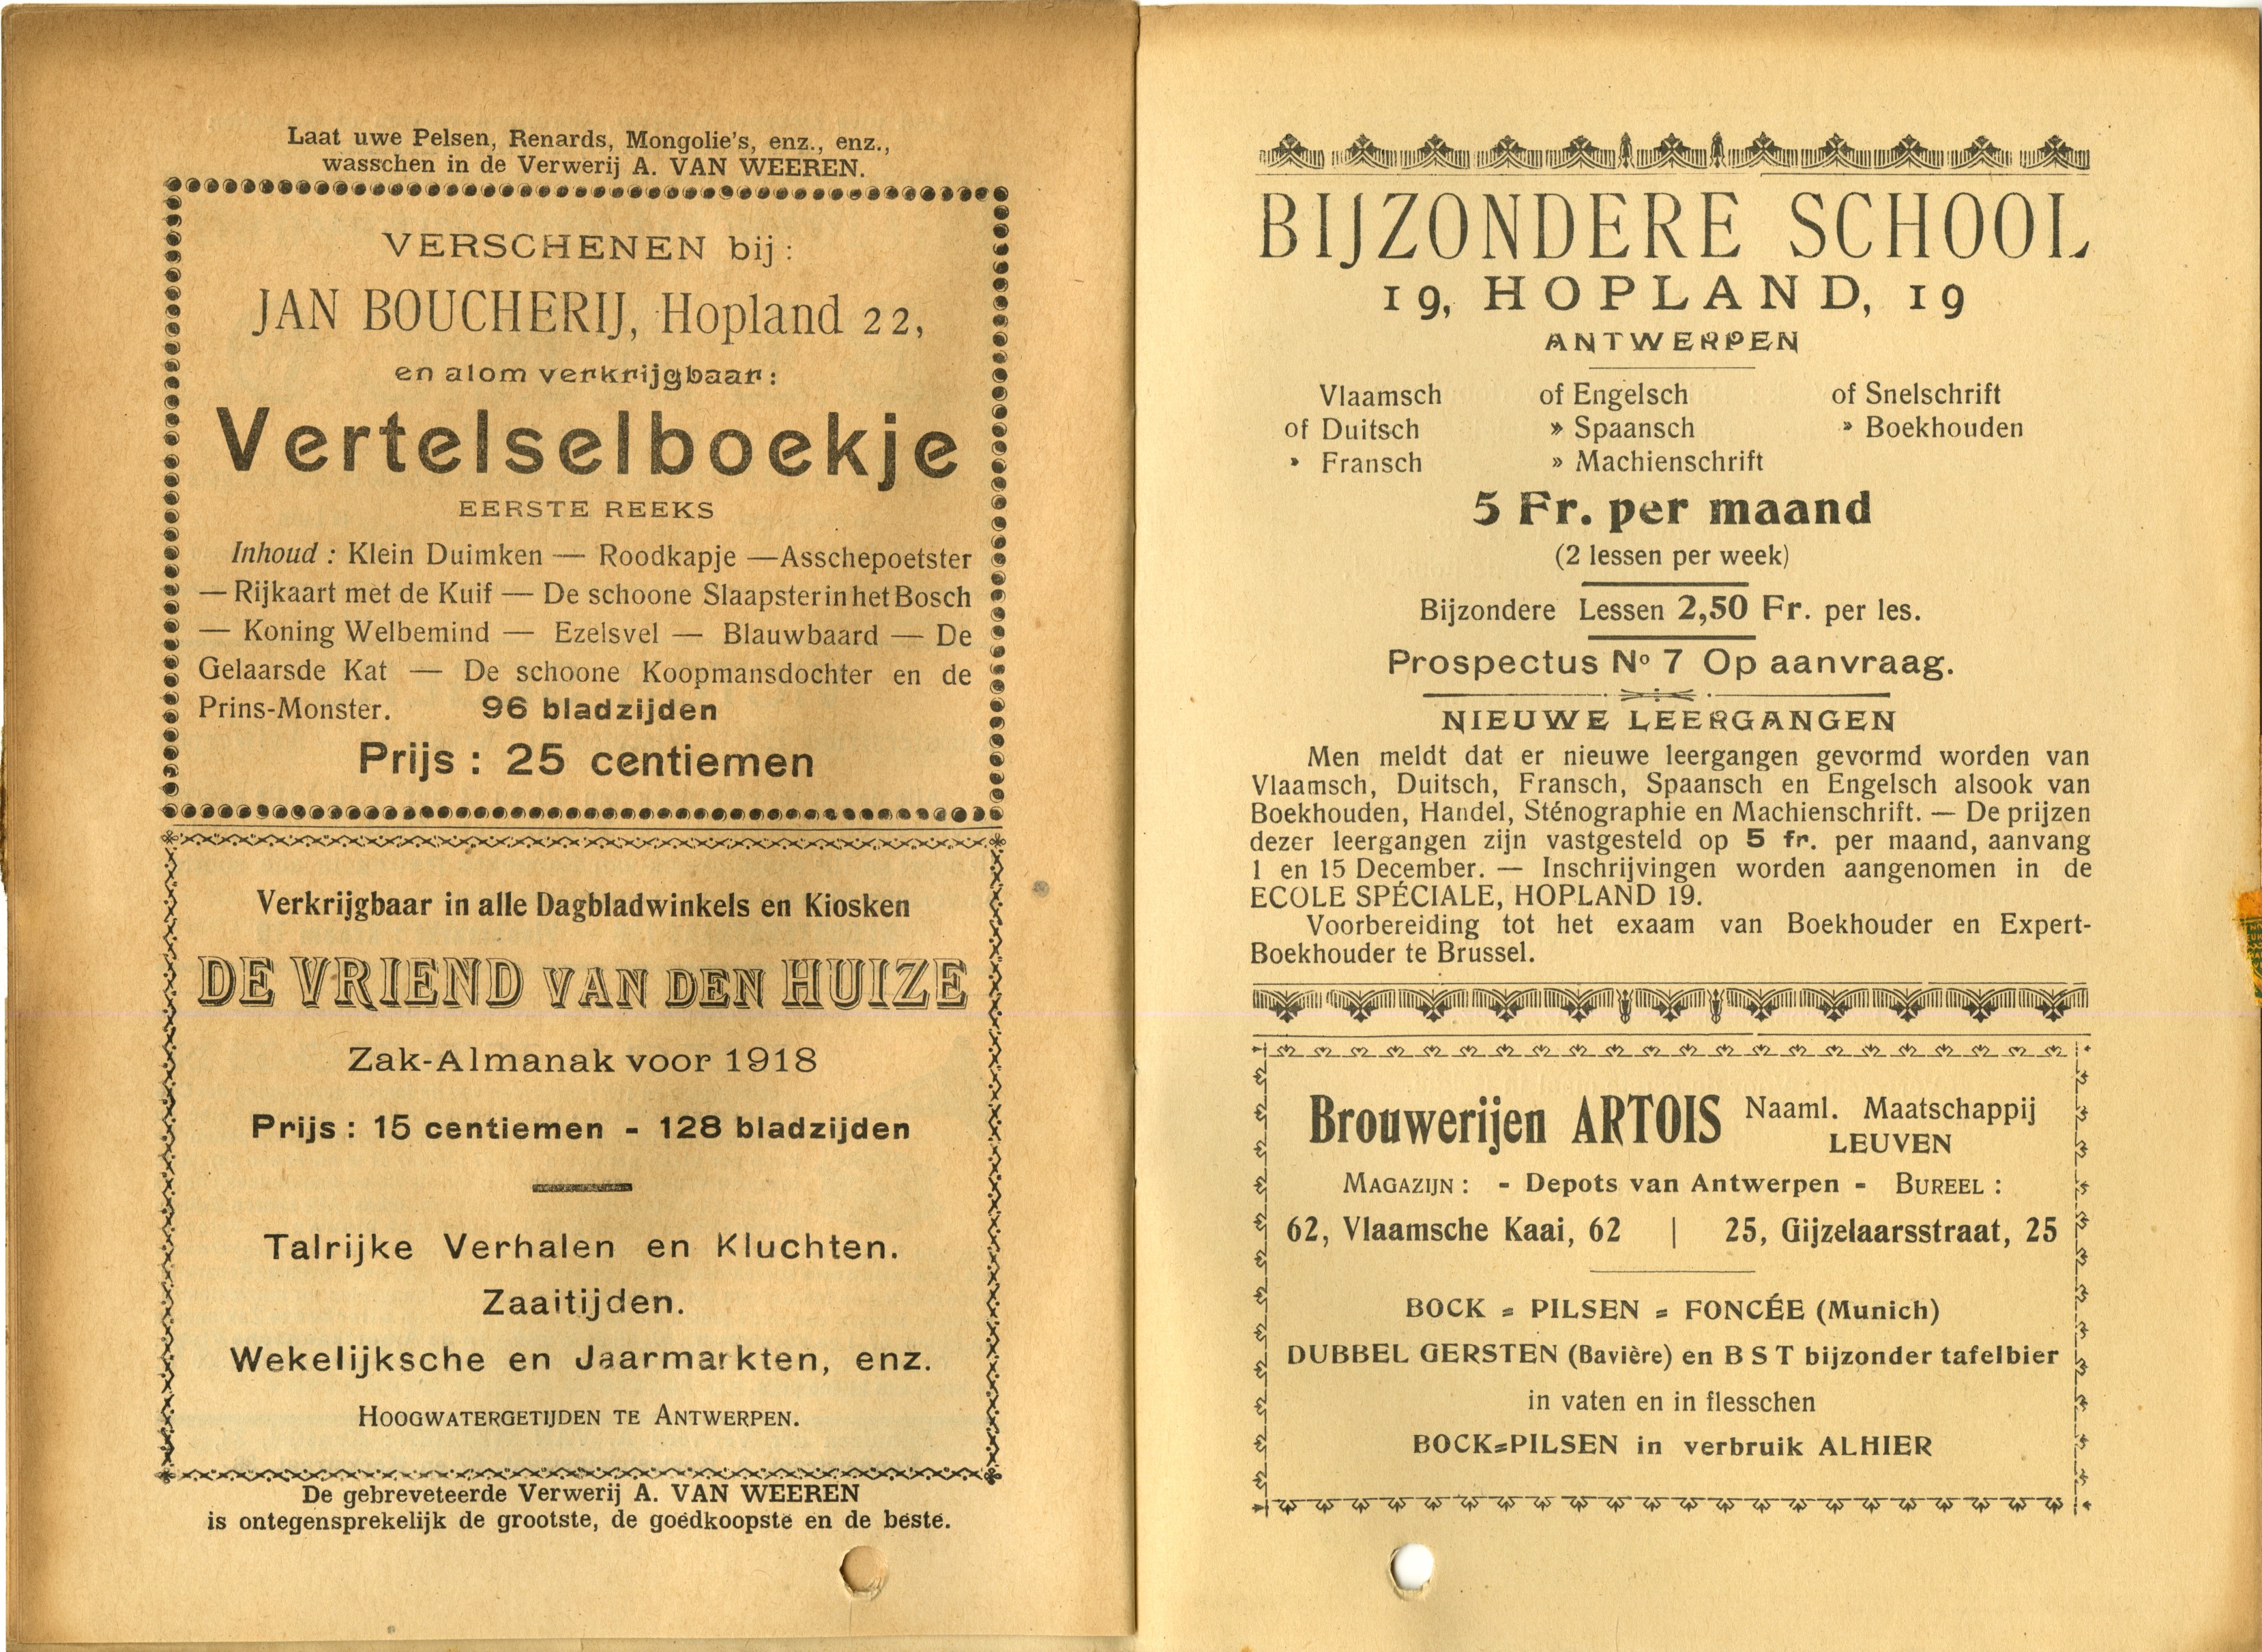 Laat uwe Pelsen, Renards, Mongolie's, enz., enz.,
wasschen in de Verwerij A. VAN WEEREN.
VERSCHENEN bij :
JAN BOUCHERIJ, Hopland 22,
en alom verkrijgbaar :
Vertelselboekje
EERSTE REEKS
Inhoud : Klein Duimken — Roodkapje — Asschepoetster
— Rijkaart met de Kuif — De schoone Slaapster in het Bosch
— Koning Welbemind — Ezelsvel — Blauwbaard — De
Gelaarsde Kat — De schoone Koopmansdochter en de
Prins-Monster. 96 bladzijden
Prijs : 25 centiemen
Verkrijgbaar in alle Dagbladwinkels en Kiosken
DE VRIEND VAN DEN HUIZE
Zak-Almanak voor 1918
Prijs : 15 centiemen - 128 bladzijden
Talrijke Verhalen en Kluchten.
Zaaitijden.
Wekelijksche en Jaarmarkten, enz.
HOOGWATERGETIJDEN TE ANTWERPEN.
De gebreveteerde Verwerij A. VAN WEEREN
is ontegensprekelijk de grootste, de goedkoopste en de beste.
BIJZONDERE SCHOOL
19, HOPLAND, 19
ANTWERPEN
Vlaamsch of Engelsch of Snelschrift
of Duitsch » Spaansch » Boekhouden
» Fransch » Machienschrift
5 Fr. per maand
(2 lessen per week)
Bijzondere Lessen 2,50 Fr. per les.
Prospectus No 7 Op aanvraag.
NIEUWE LEERGANGEN
Men meldt dat er nieuwe leergangen gevormd worden van
Vlaamsch, Duitsch, Fransch, Spaansch en Engelsch alsook van
Boekhouden, Handel, Sténographie en Machienschrift. — De prijzen
dezer leergangen zijn vastgesteld op 5 fr. per maand, aanvang
1 en 15 December. — Inschrijvingen worden aangenomen in de
ECOLE SPÉCIALE, HOPLAND 19.
Voorbereiding tot het exaam van Boekhouder en Expert-
Boekhouder te Brussel.
Brouwerijen ARTOIS Naaml. Maatschappij
LEUVEN
MAGAZIJN : - Depots van Antwerpen - BUREEL :
62, Vlaamsche Kaai, 62 | 25, Gijzelaarsstraat, 25
BOCK = PILSEN = FONCÉE (Munich)
DUBBEL GERSTEN (Bavière) en B S T bijzonder tafelbier
in vaten en in flesschen
BOCK=PILSEN in verbruik ALHIER